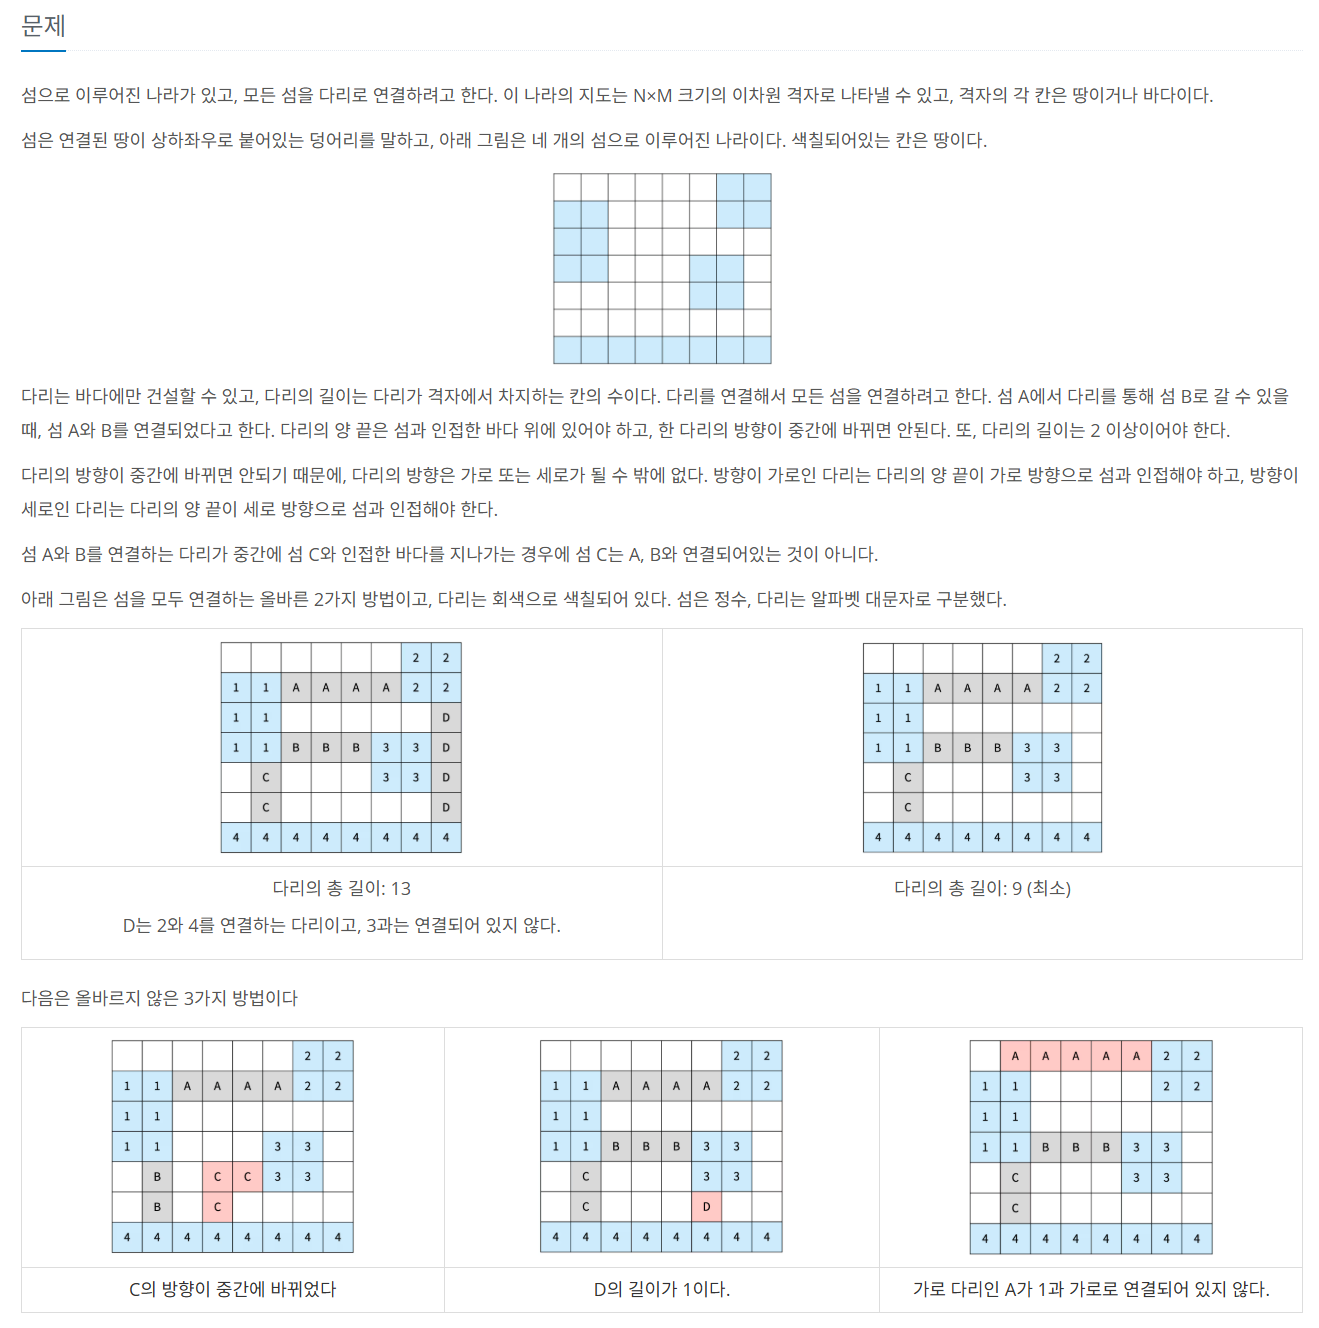 문제
섬으로 이루어진 나라가 있고, 모든 섬을 다리로 연결하려고 한다. 이 나라의 지도는 N×M 크기의 이차원 격자로 나타낼 수 있고, 격자의 각 칸은 땅이거나 바다이다.
섬은 연결된 땅이 상하좌우로 붙어있는 덩어리를 말하고, 아래 그림은 네 개의 섬으로 이루어진 나라이다. 색칠되어있는 칸은 땅이다.
다리는 바다에만 건설할 수 있고, 다리의 길이는 다리가 격자에서 차지하는 칸의 수이다. 다리를 연결해서 모든 섬을 연결하려고 한다. 섬 A에서 다리를 통해 섬 B로 갈 수 있을
때, 섬 A와 B를 연결되었다고 한다. 다리의 양 끝은 섬과 인접한 바다 위에 있어야 하고, 한 다리의 방향이 중간에 바뀌면 안된다. 또, 다리의 길이는 2 이상이어야 한다.
다리의 방향이 중간에 바뀌면 안되기 때문에, 다리의 방향은 가로 또는 세로가 될 수 밖에 없다. 방향이 가로인 다리는 다리의 양 끝이 가로 방향으로 섬과 인접해야 하고, 방향이
세로인 다리는 다리의 양 끝이 세로 방향으로 섬과 인접해야 한다.
섬 A와 B를 연결하는 다리가 중간에 섬 C와 인접한 바다를 지나가는 경우에 섬 C는 A, B와 연결되어있는 것이 아니다.
아래 그림은 섬을 모두 연결하는 올바른 2가지 방법이고, 다리는 회색으로 색칠되어 있다. 섬은 정수, 다리는 알파벳 대문자로 구분했다.
2 2
1 1 A A A A 2 2
1 1 D
1 1 B B B 3 3 D
C 3 3 D
C D
4 4 4 4 4 4 4 4
다리의 총 길이: 13
D는 2와 4를 연결하는 다리이고, 3과는 연결되어 있지 않다.
2 2
1 1 A A A A 2 2
1 1
1 1 B B B 3 3
C 3 3
C
4 4 4 4 4 4 4 4
다리의 총 길이: 9 (최소)
다음은 올바르지 않은 3가지 방법이다
2 2
1 1 A A A A 2 2
1 1
1 1 3 3
B C C 3 3
B C
4 4 4 4 4 4 4 4
C의 방향이 중간에 바뀌었다
2 2
1 1 A A A A 2 2
1 1
1 1 B B B 3 3
C 3 3
C D
4 4 4 4 4 4 4 4
D의 길이가 1이다.
A A A A A 2 2
1 1 2 2
1 1
1 1 B B B 3 3
C 3 3
C
4 4 4 4 4 4 4 4
가로 다리인 A가 1과 가로로 연결되어 있지 않다.